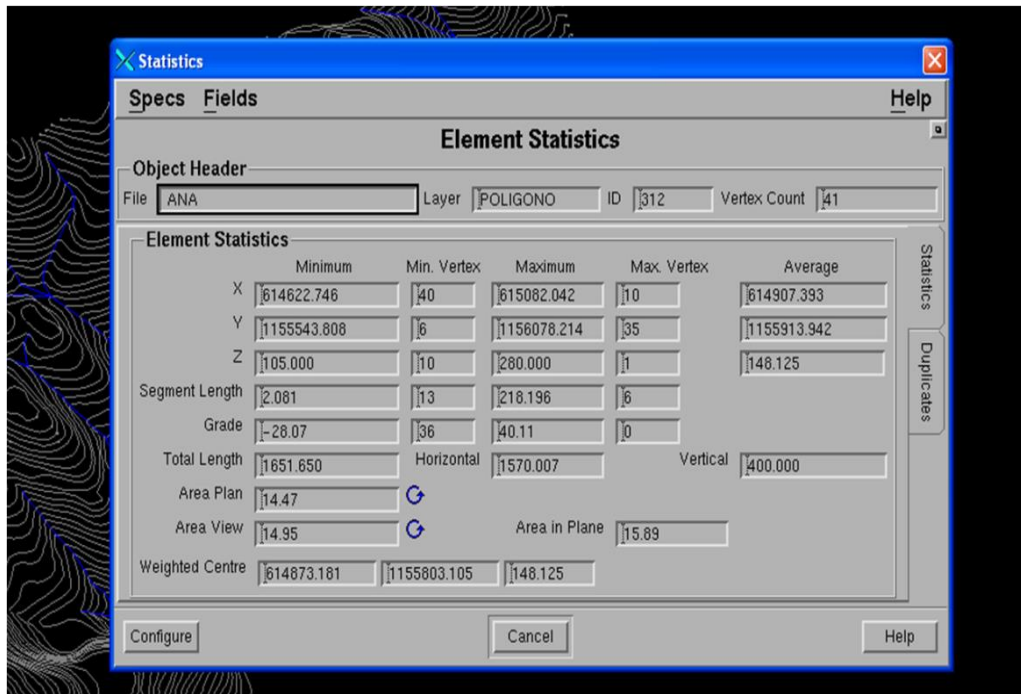 Statistics
Specs Fields Help
Element Statistics
Object Header
File ANA Layer POLIGONO ID 312 Vertex Count 41
Element Statistics
Minimum Min. Vertex Maximum Max. Vertex Average
X 614622.746 40 615082.042 10 614907.393
Y 1155543.808 6 1156078.214 35 1155913.942
Z 105.000 10 280.000 1 148.125
Segment Length 2.081 13 218.196 6
Grade -28.07 36 40.11 0
Total Length 1651.650 Horizontal 1570.007 Vertical 400.000
Area Plan 14.47
Area View 14.95 Area in Plane 15.89
Weighted Centre 614873.181 1155803.105 148.125
Statistics
Duplicates
Configure Cancel Help